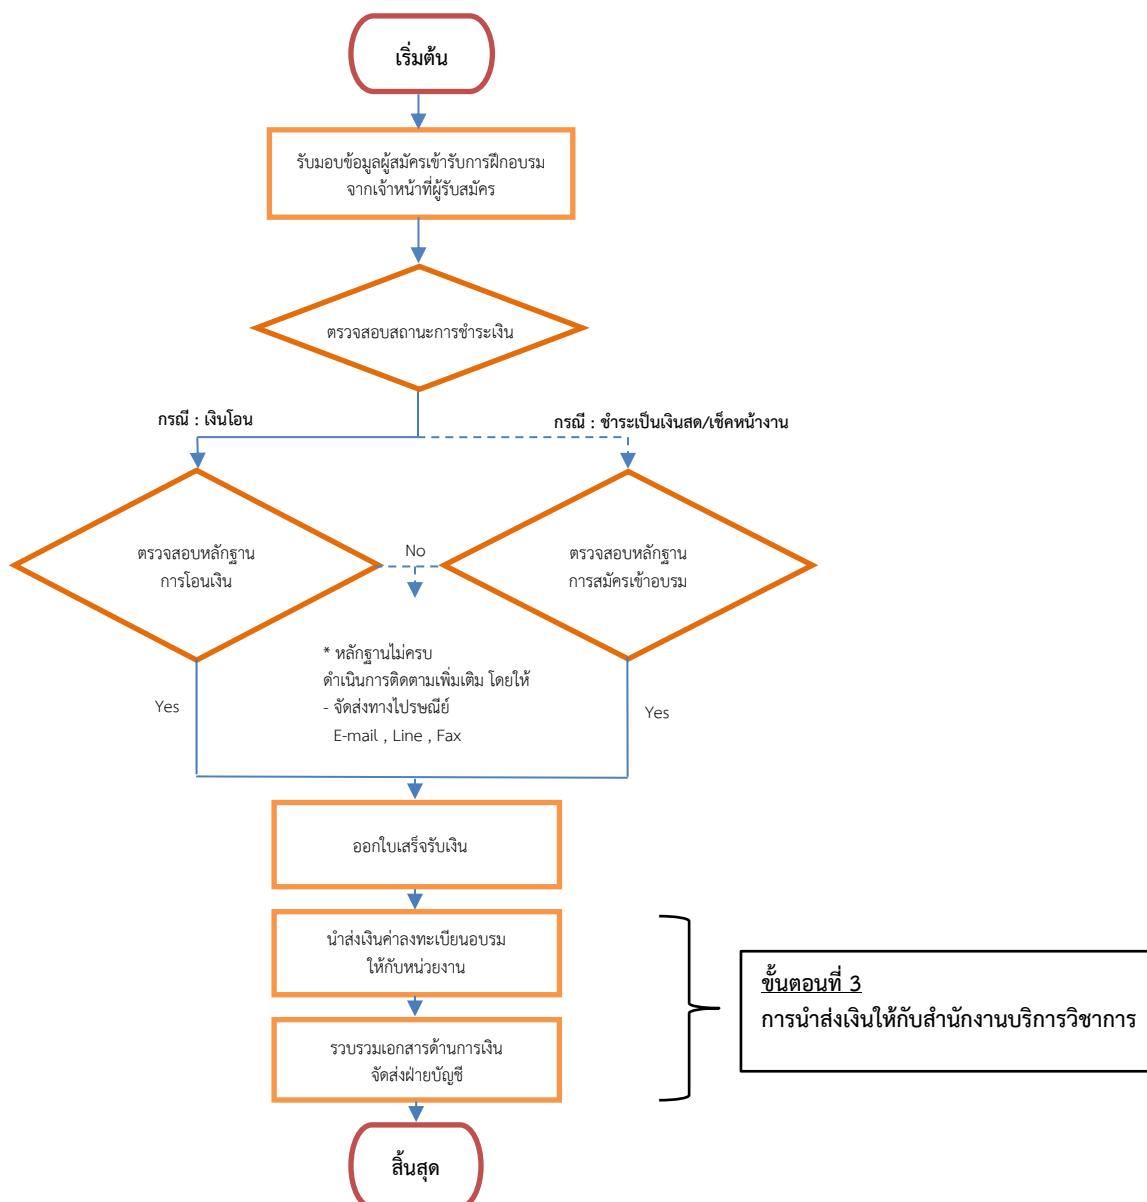 เริ่มต้น
รับมอบข้อมูลผู้สมัครเข้ารับการฝึกอบรม
จากเจ้าหน้าที่ผู้รับสมัคร
ตรวจสอบสถานะการชำระเงิน
กรณี : เงินโอน
กรณี : ชำระเป็นเงินสด/เช็คหน้างาน
ตรวจสอบหลักฐาน
การโอนเงิน
No
ตรวจสอบหลักฐาน
การสมัครเข้าอบรม
* หลักฐานไม่ครบ
ดำเนินการติดตามเพิ่มเติม โดยให้
- จัดส่งทางไปรษณีย์
E-mail , Line , Fax
Yes
Yes
ออกใบเสร็จรับเงิน
นำส่งเงินค่าลงทะเบียนอบรม
ให้กับหน่วยงาน
รวบรวมเอกสารด้านการเงิน
จัดส่งฝ่ายบัญชี
ขั้นตอนที่ 3
การนำส่งเงินให้กับสำนักงานบริการวิชาการ
สิ้นสุด